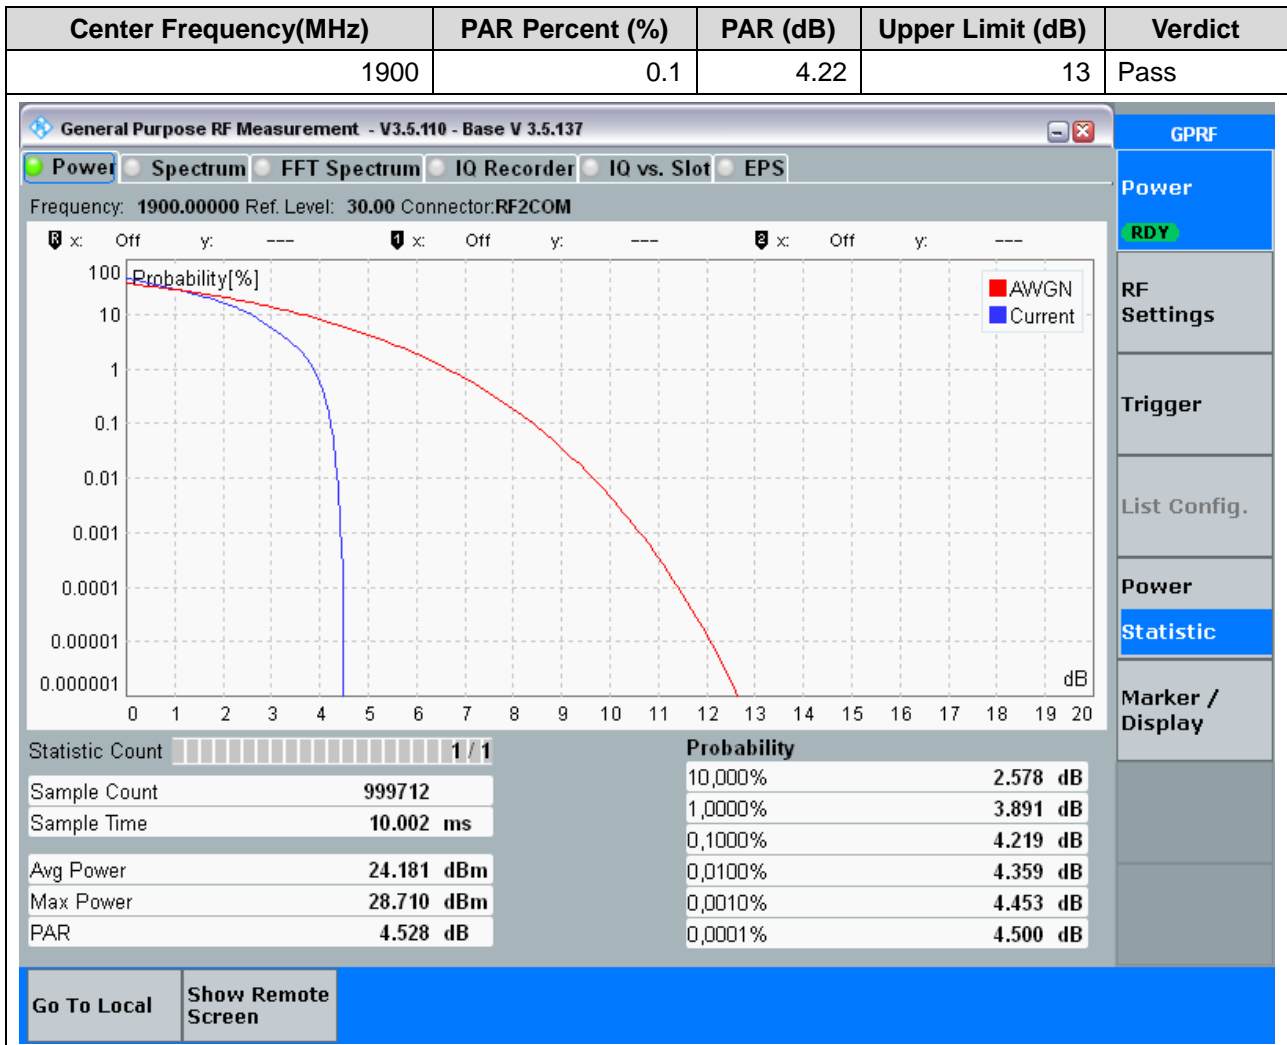 Center Frequency(MHz) PAR Percent (%) PAR (dB) Upper Limit (dB) Verdict
1900 0.1 4.22 13 Pass
General Purpose RF Measurement - V3.5.110 - Base V 3.5.137
GPRF
Power Spectrum FFT Spectrum IQ Recorder IQ vs. Slot EPS
Power
RDY
Frequency: 1900.00000 Ref. Level: 30.00 Connector:RF2COM
R x: Off y: --- 1 x: Off y: --- 2 x: Off y: ---
Probability[%]
AWGN
Current
100
10
1
0.1
0.01
0.001
0.0001
0.00001
0.000001
dB
0 1 2 3 4 5 6 7 8 9 10 11 12 13 14 15 16 17 18 19 20
RF
Settings
Trigger
List Config.
Power
Statistic
Marker /
Display
Statistic Count 1 / 1
Sample Count 999712
Sample Time 10.002 ms
Avg Power 24.181 dBm
Max Power 28.710 dBm
PAR 4.528 dB
Probability
10,000% 2.578 dB
1,0000% 3.891 dB
0,1000% 4.219 dB
0,0100% 4.359 dB
0,0010% 4.453 dB
0,0001% 4.500 dB
Go To Local
Show Remote
Screen